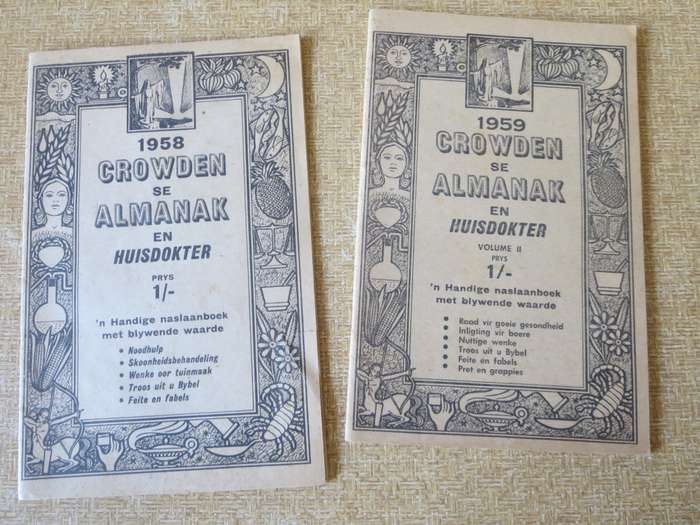 1958
CROWDEN
SE
ALMANAK
EN
HUISDOKTER
PRYS
1/-
'n Handige naslaanboek
met blywende waarde
• Noodhulp
• Skoonheidsbehandeling
• Wenke oor tuinmaak
• Troos uit u Bybel
• Feite en fabels
1959
CROWDEN
SE
ALMANAK
EN
HUISDOKTER
VOLUME II
PRYS
1/-
'n Handige naslaanboek
met blywende waarde
• Raad vir goeie gesondheid
• Inligting vir boere
• Nuttige wenke
• Troos uit u Bybel
• Feite en fabels
• Pret en grappies